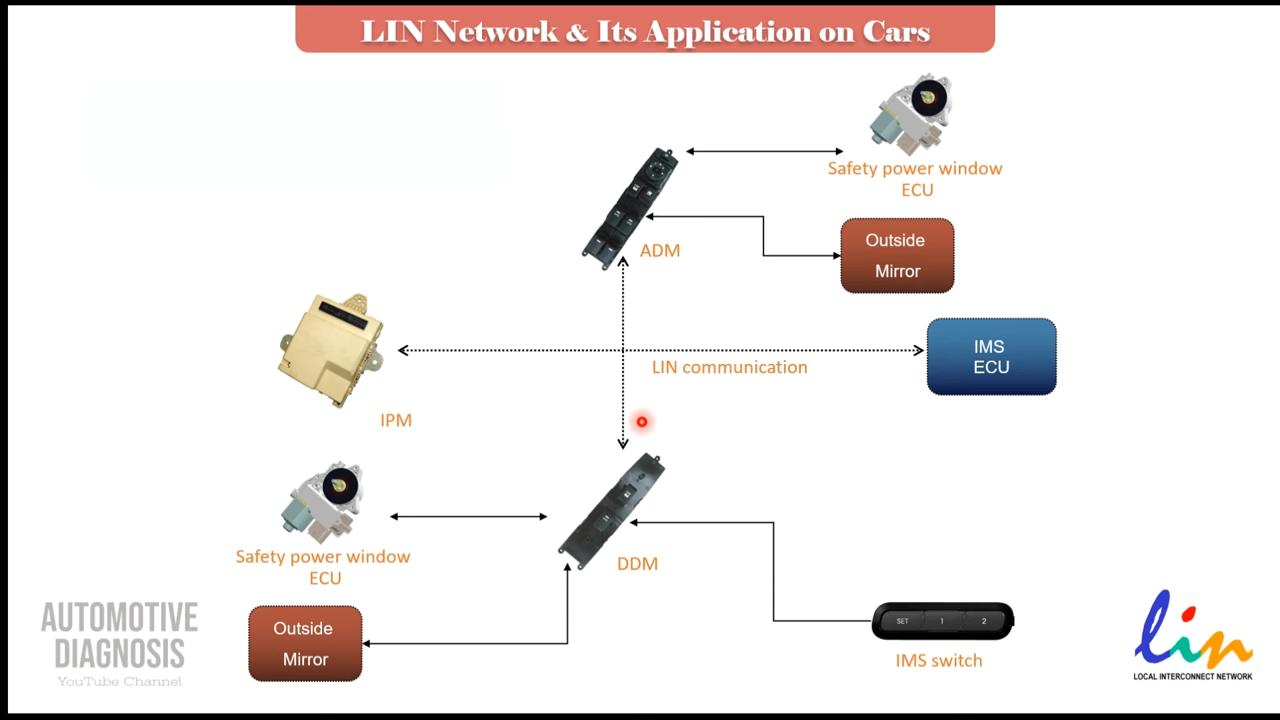 LIN Network & Its Application on Cars
Safety power window
ECU
ADM
Outside
Mirror
IMS
ECU
LIN communication
IPM
Safety power window
ECU
DDM
Outside
Mirror
SET 1 2
IMS switch
AUTOMOTIVE
DIAGNOSIS
YouTube Channel
lin
LOCAL INTERCONNECT NETWORK